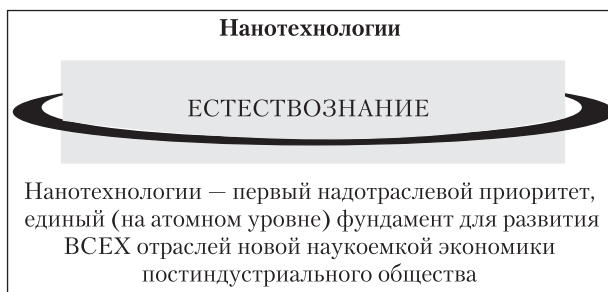 Нанотехнологии
ЕСТЕСТВОЗНАНИЕ
Нанотехнологии — первый надотраслевой приоритет,
единый (на атомном уровне) фундамент для развития
ВСЕХ отраслей новой наукоемкой экономики
постиндустриального общества